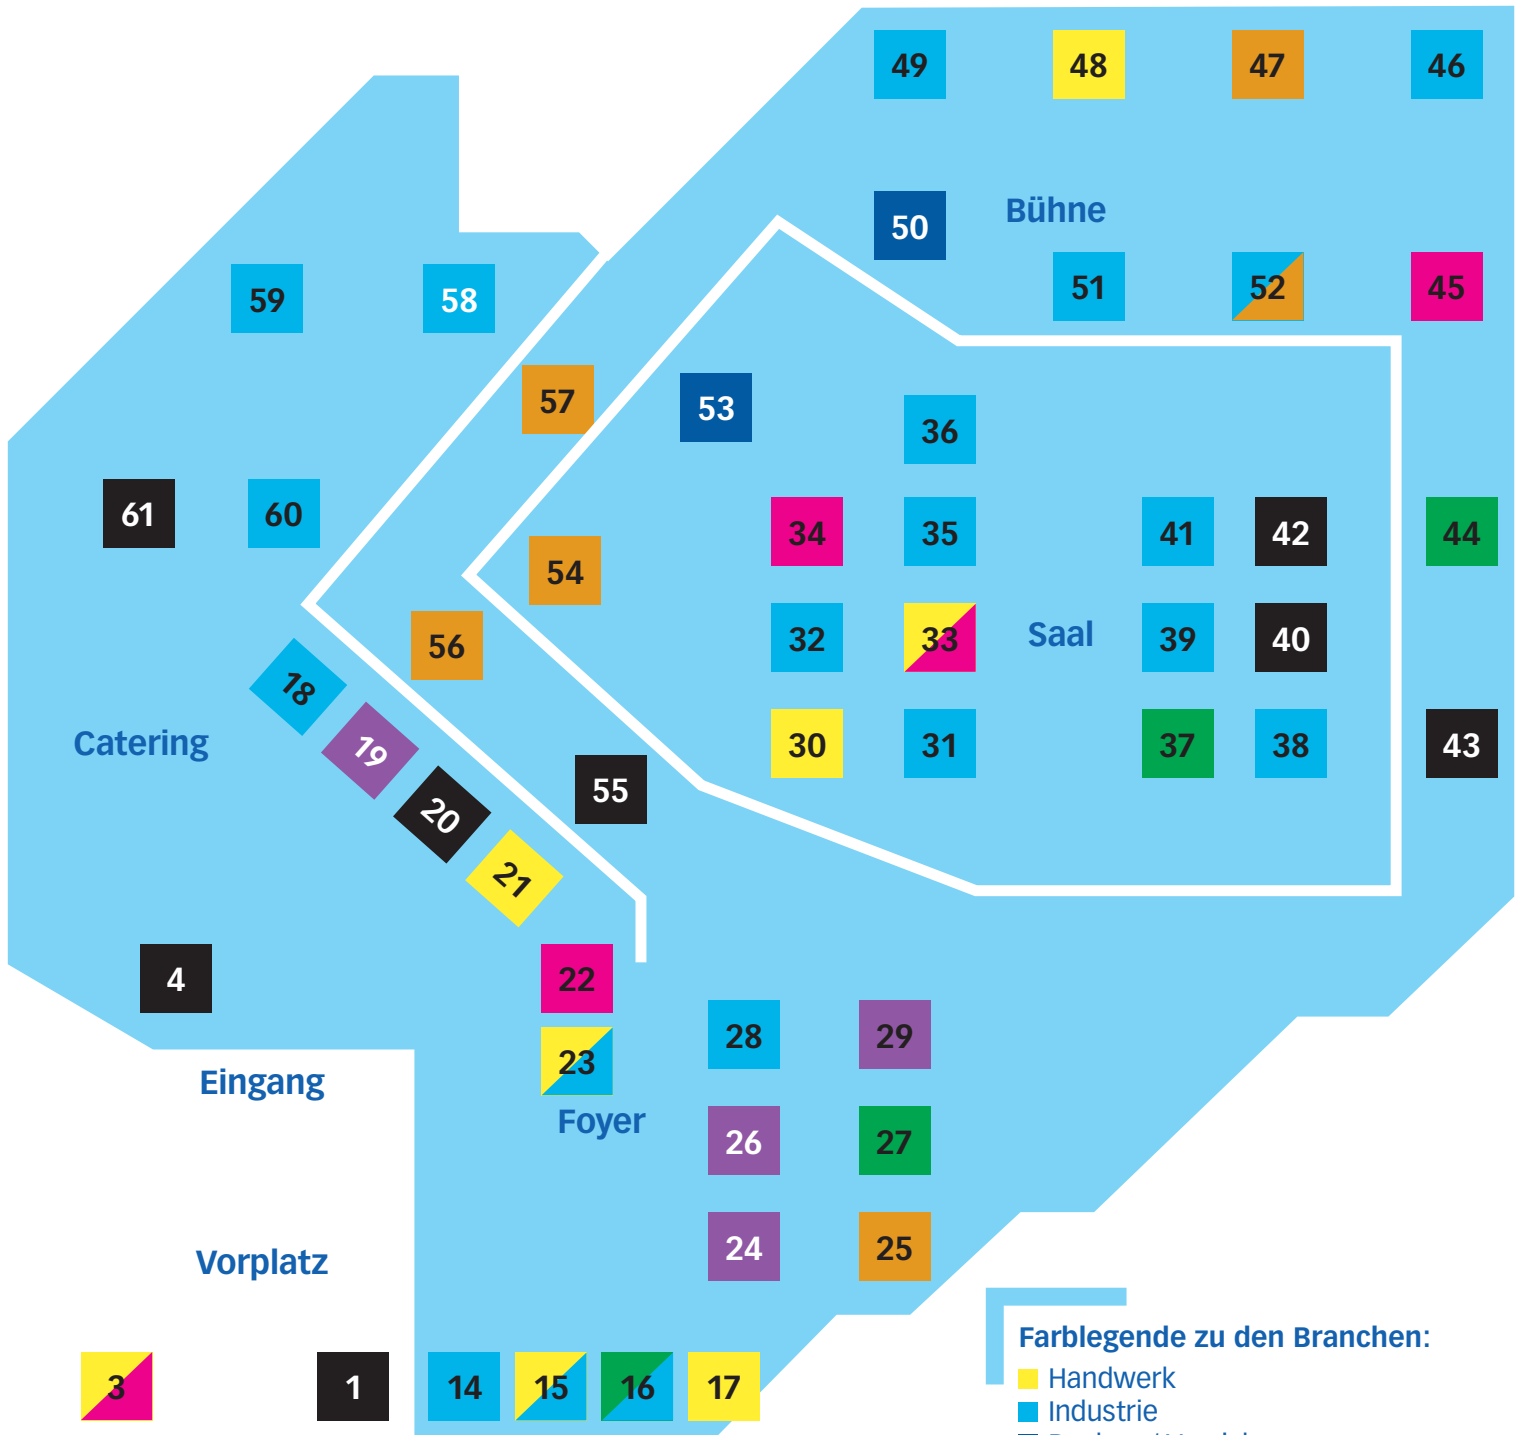 49 48 47 46
50 Bühne
59 58 51 52 45
57 53 36
61 60 34 35 41 42 44
54
56 32 33 Saal 39 40
18
Catering 19 30 31 37 38 43
20 55
21
4 22
28 29
23
Eingang
Foyer 26 27
Vorplatz 24 25
Farblegende zu den Branchen:
Handwerk
3 1 14 15 16 17
Industrie